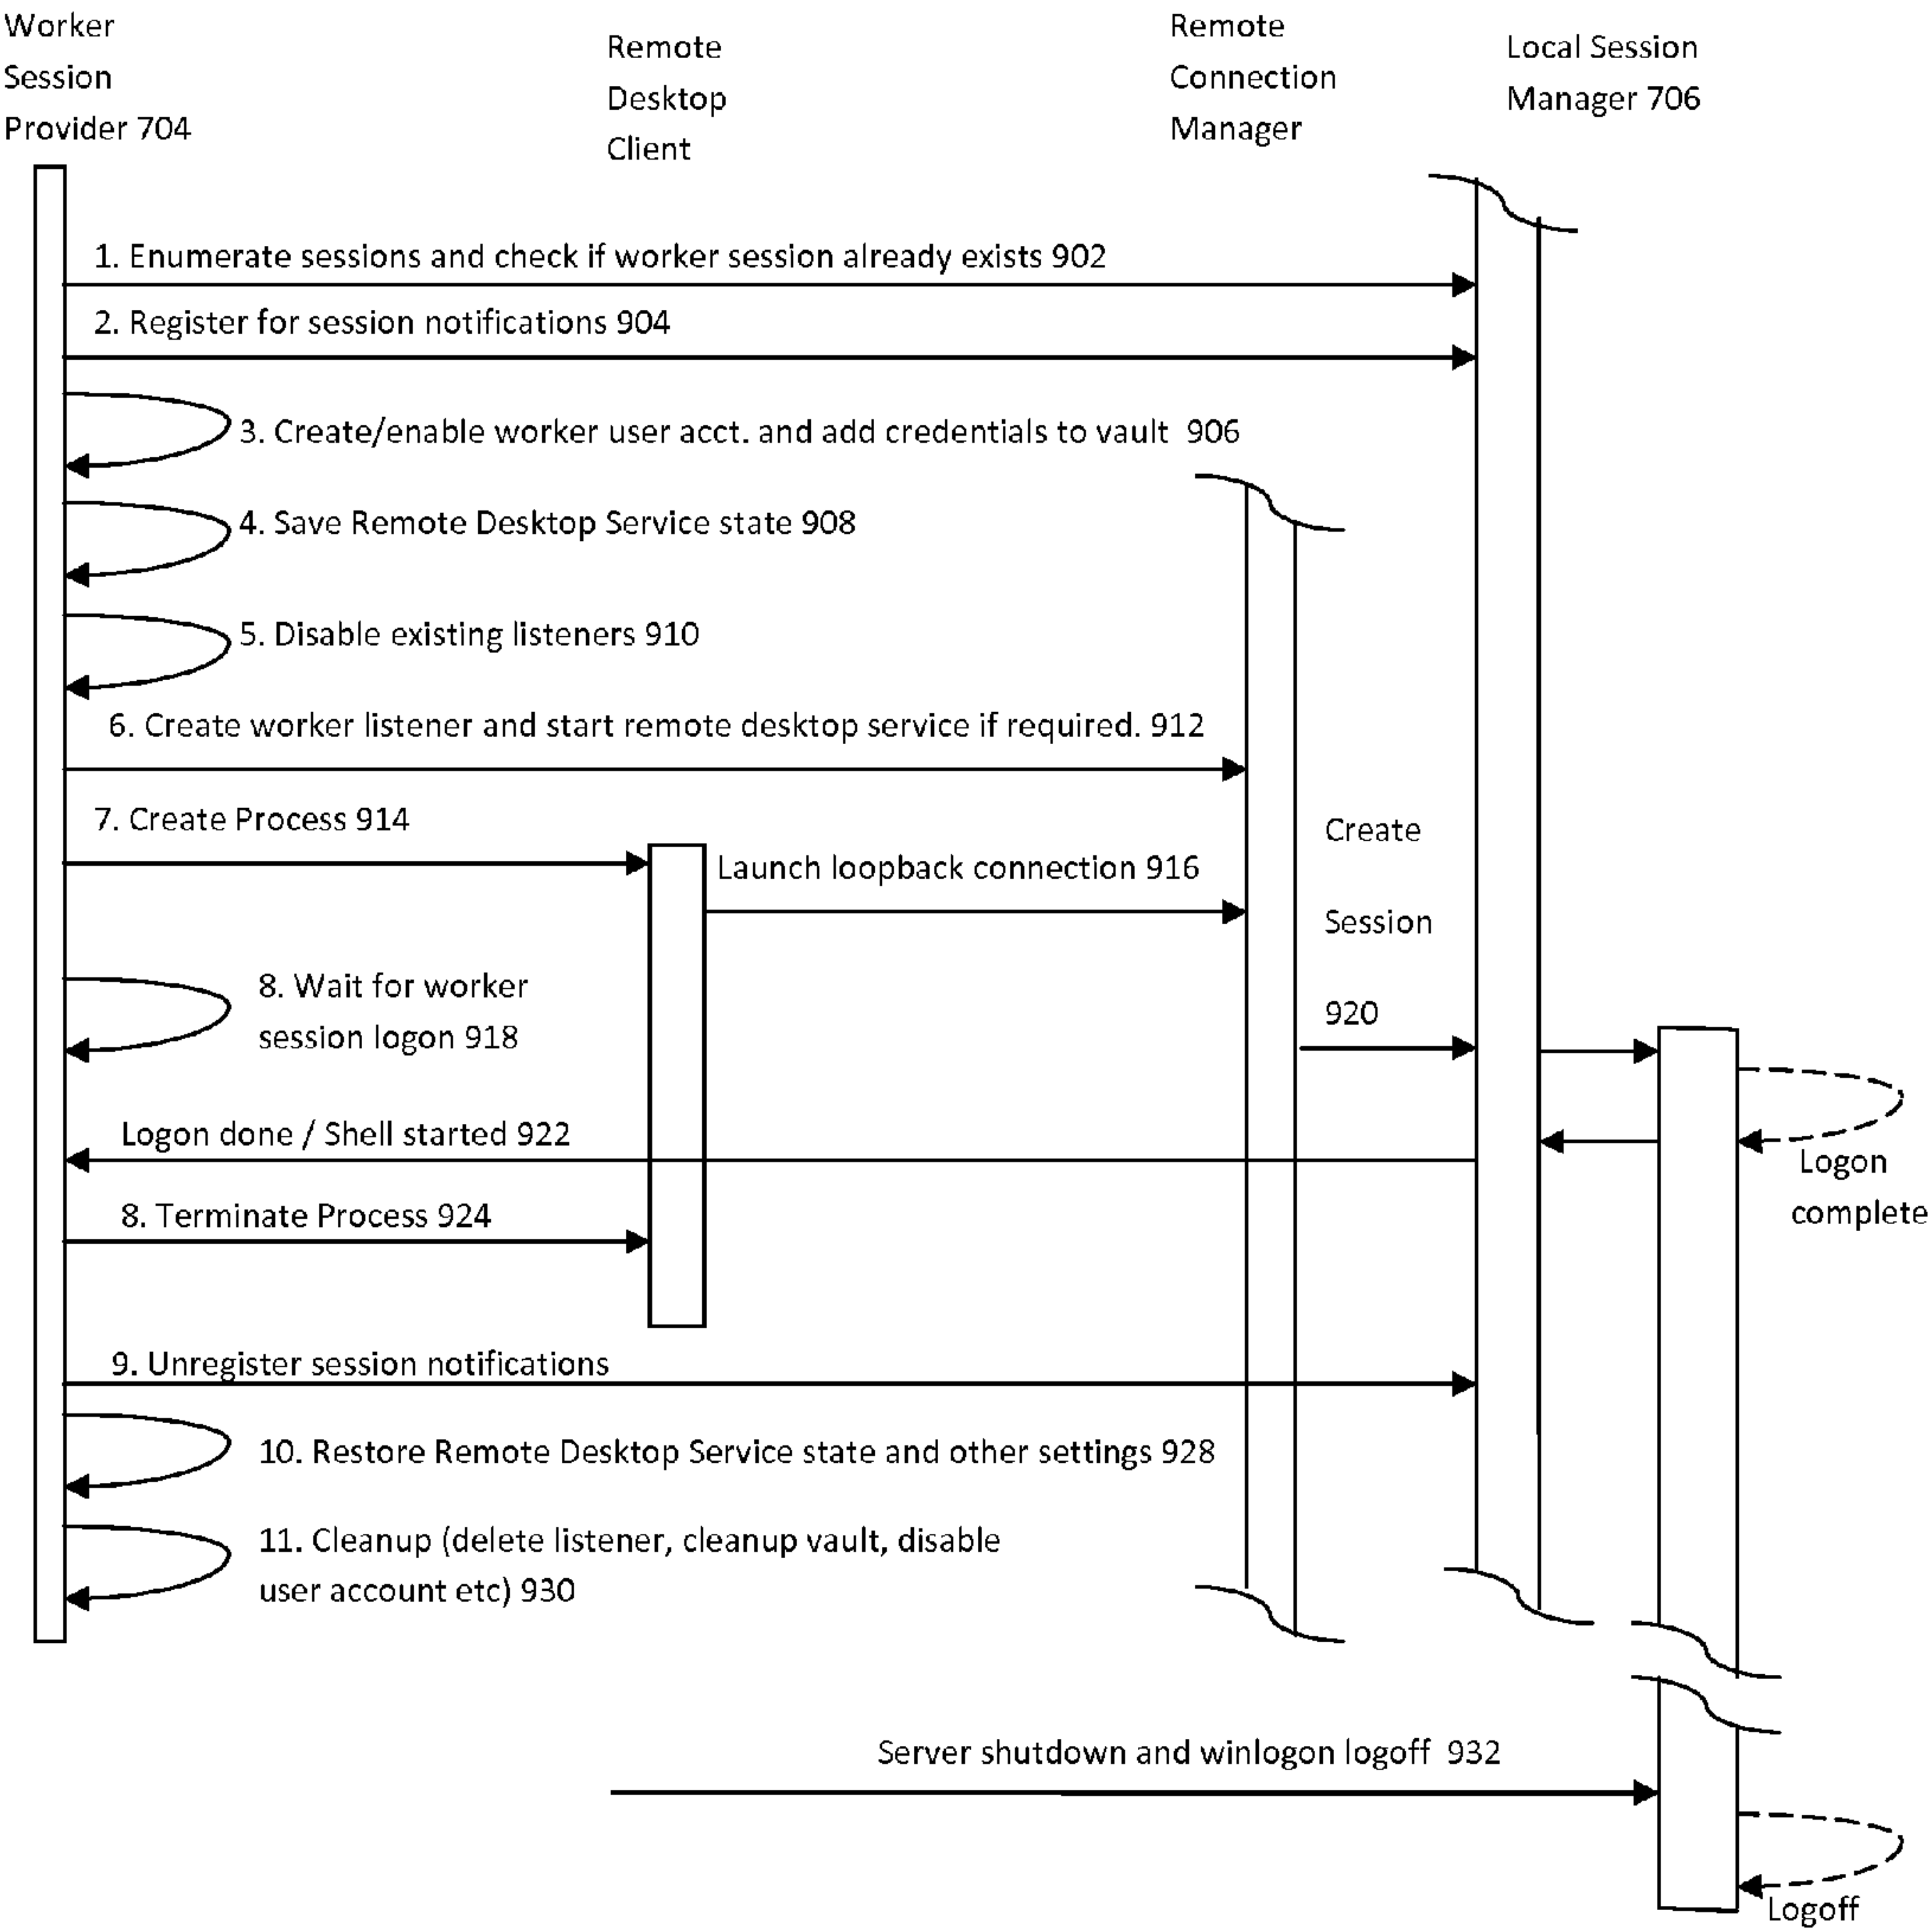 Worker
Session
Provider 704
Remote
Desktop
Client
Remote
Connection
Manager
Local Session
Manager 706
1. Enumerate sessions and check if worker session already exists 902
2. Register for session notifications 904
3. Create/enable worker user acct. and add credentials to vault  906
4. Save Remote Desktop Service state 908
5. Disable existing listeners 910
6. Create worker listener and start remote desktop service if required. 912
7. Create Process 914
Launch loopback connection 916
Create
Session
920
8. Wait for worker
session logon 918
Logon done / Shell started 922
Logon
complete
8. Terminate Process 924
9. Unregister session notifications
10. Restore Remote Desktop Service state and other settings 928
11. Cleanup (delete listener, cleanup vault, disable
user account etc) 930
Server shutdown and winlogon logoff  932
Logoff